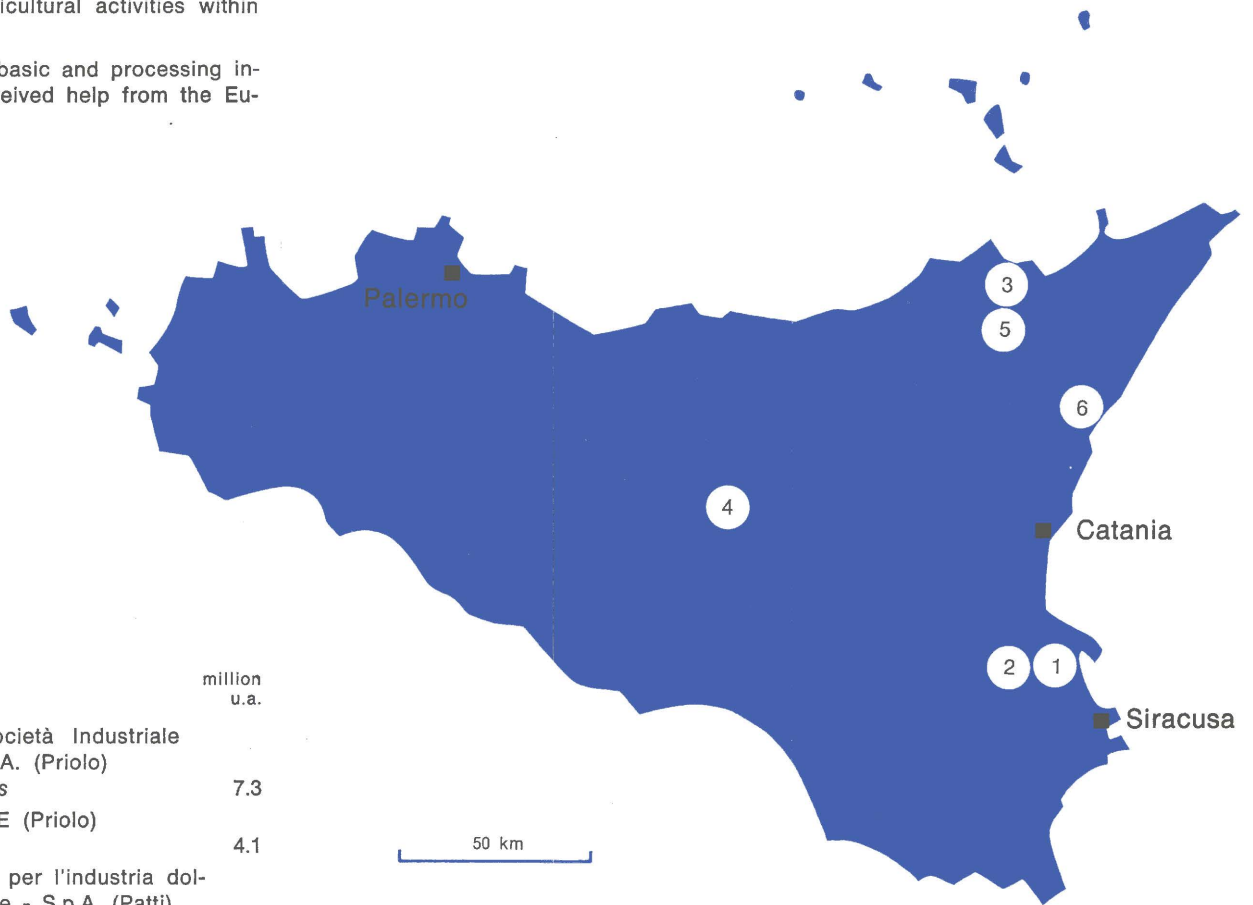 icultural activities within
basic and processing in-
eived help from the Eu-
Palermo
3
5
6
4
Catania
2 1
Siracusa
million
u.a.
ocietà Industriale
A. (Priolo)
s 7.3
E (Priolo)
4.1
per l'industria dol-
e - S.p.A. (Patti)
50 km